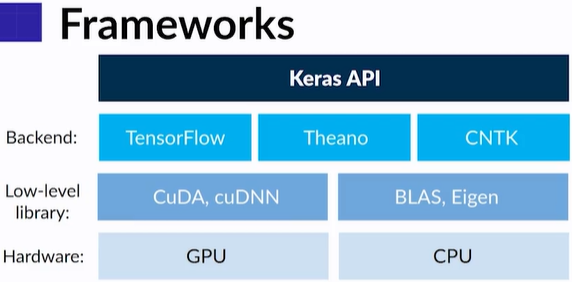 Frameworks
Keras API
Backend: TensorFlow Theano CNTK
Low-level
library:
CuDA, cuDNN BLAS, Eigen
Hardware: GPU CPU